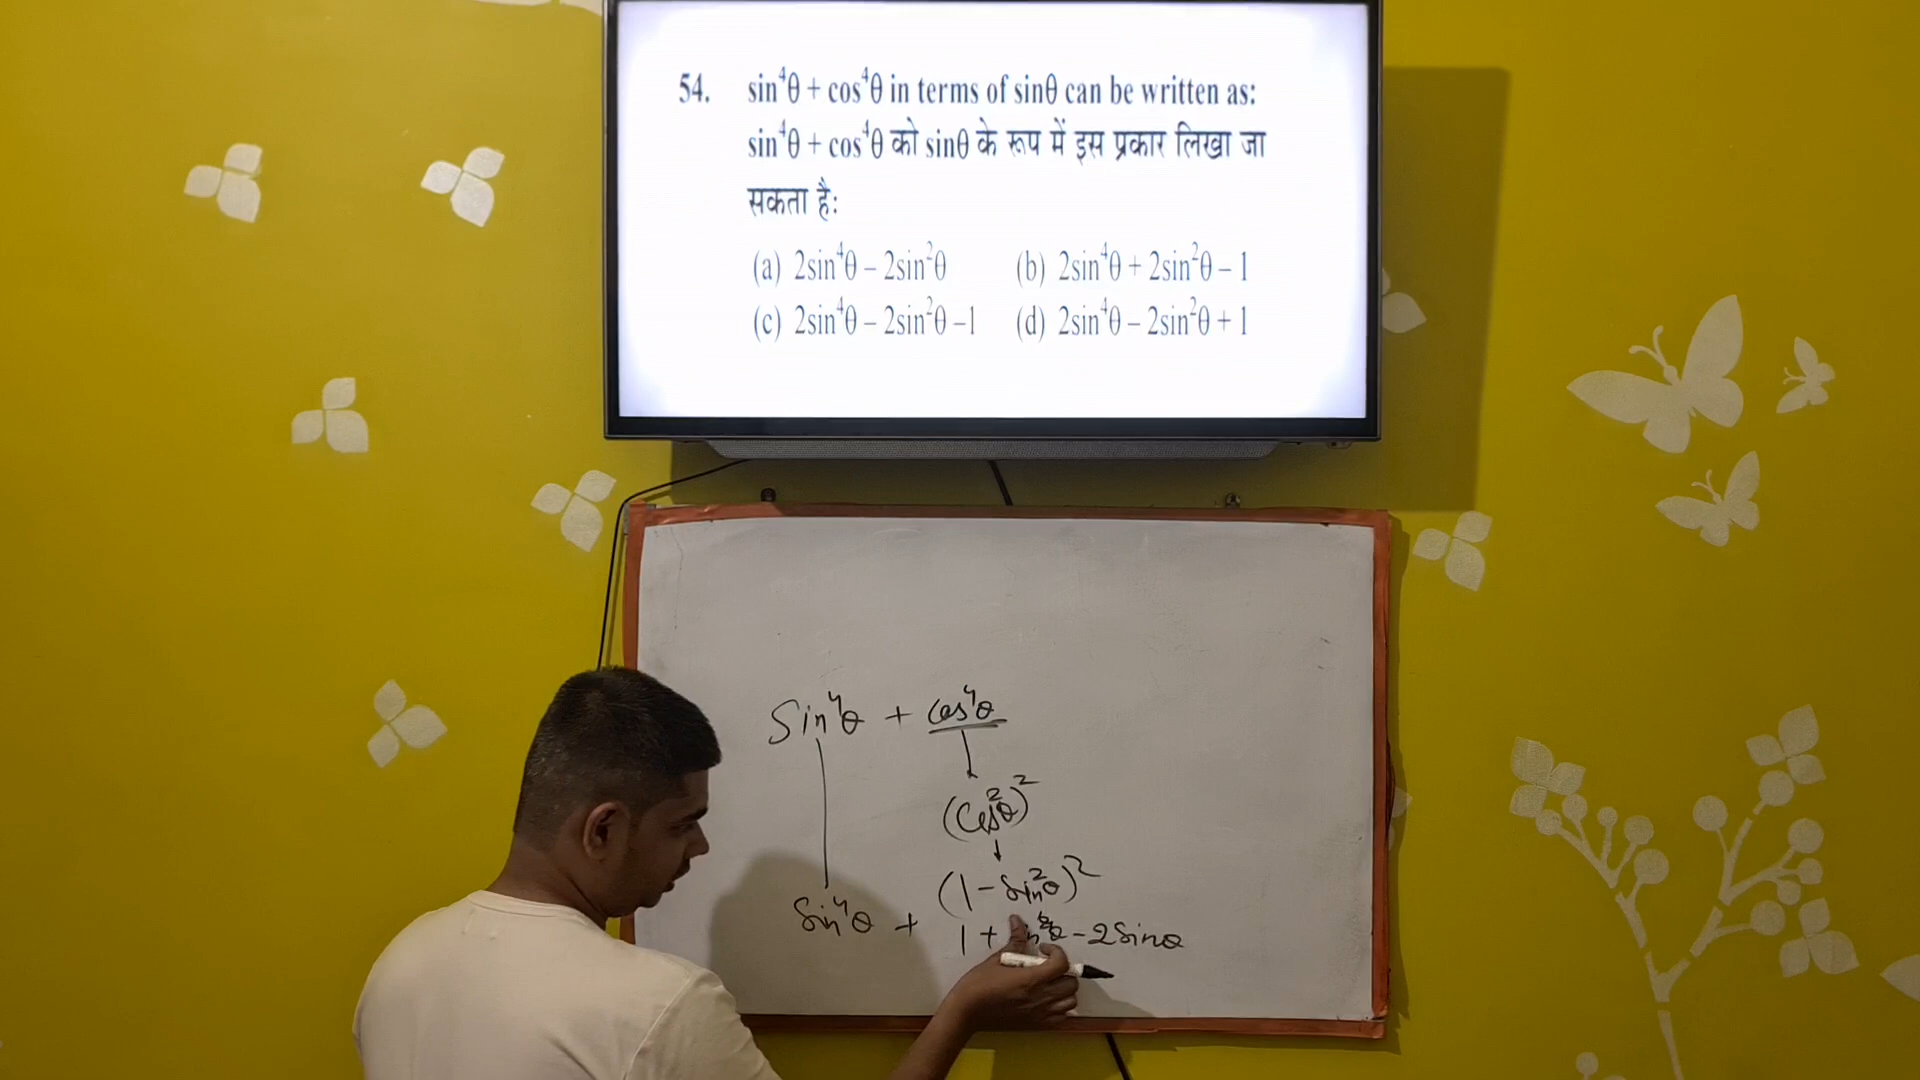 54. sin⁴θ + cos⁴θ in terms of sinθ can be written as:
sin⁴θ + cos⁴θ को sinθ के रूप में इस प्रकार लिखा जा
सकता है:
(a) 2sin⁴θ – 2sin²θ (b) 2sin⁴θ + 2sin²θ – 1
(c) 2sin⁴θ – 2sin²θ –1 (d) 2sin⁴θ – 2sin²θ + 1
Sin⁴θ + Cos⁴θ
(Cos²θ)²
(1 – Sin²θ)²
Sin⁴θ + 1 + – 2Sinθ